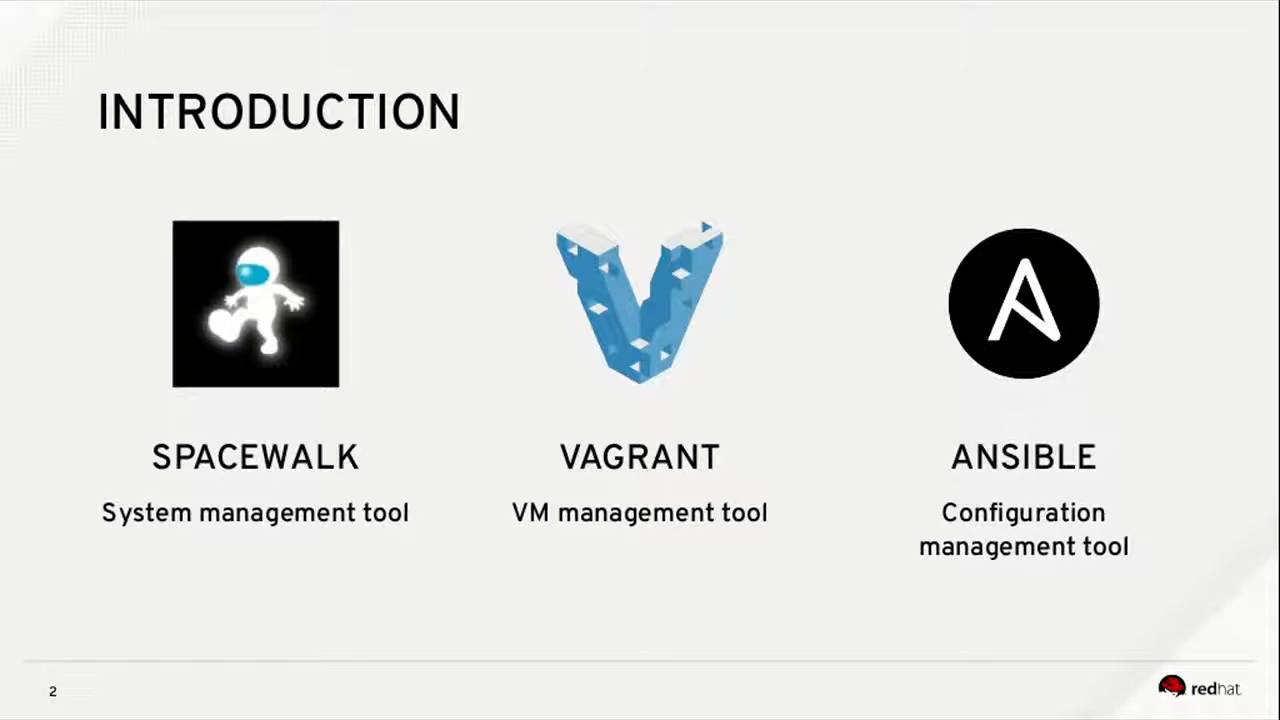 INTRODUCTION
SPACEWALK
System management tool
VAGRANT
VM management tool
ANSIBLE
Configuration
management tool
2
redhat.